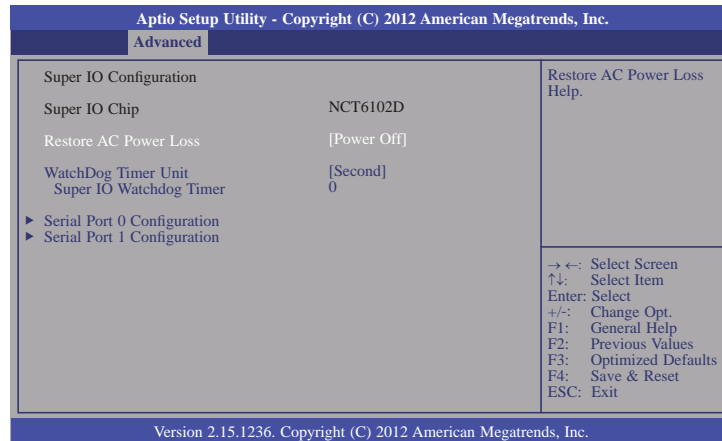 Aptio Setup Utility - Copyright (C) 2012 American Megatrends, Inc.
Advanced
Super IO Configuration
Super IO Chip NCT6102D
Restore AC Power Loss [Power Off]
WatchDog Timer Unit [Second]
Super IO Watchdog Timer 0
▶ Serial Port 0 Configuration
▶ Serial Port 1 Configuration
Restore AC Power Loss
Help.
→ ←: Select Screen
↑↓: Select Item
Enter: Select
+/-: Change Opt.
F1: General Help
F2: Previous Values
F3: Optimized Defaults
F4: Save & Reset
ESC: Exit
Version 2.15.1236. Copyright (C) 2012 American Megatrends, Inc.